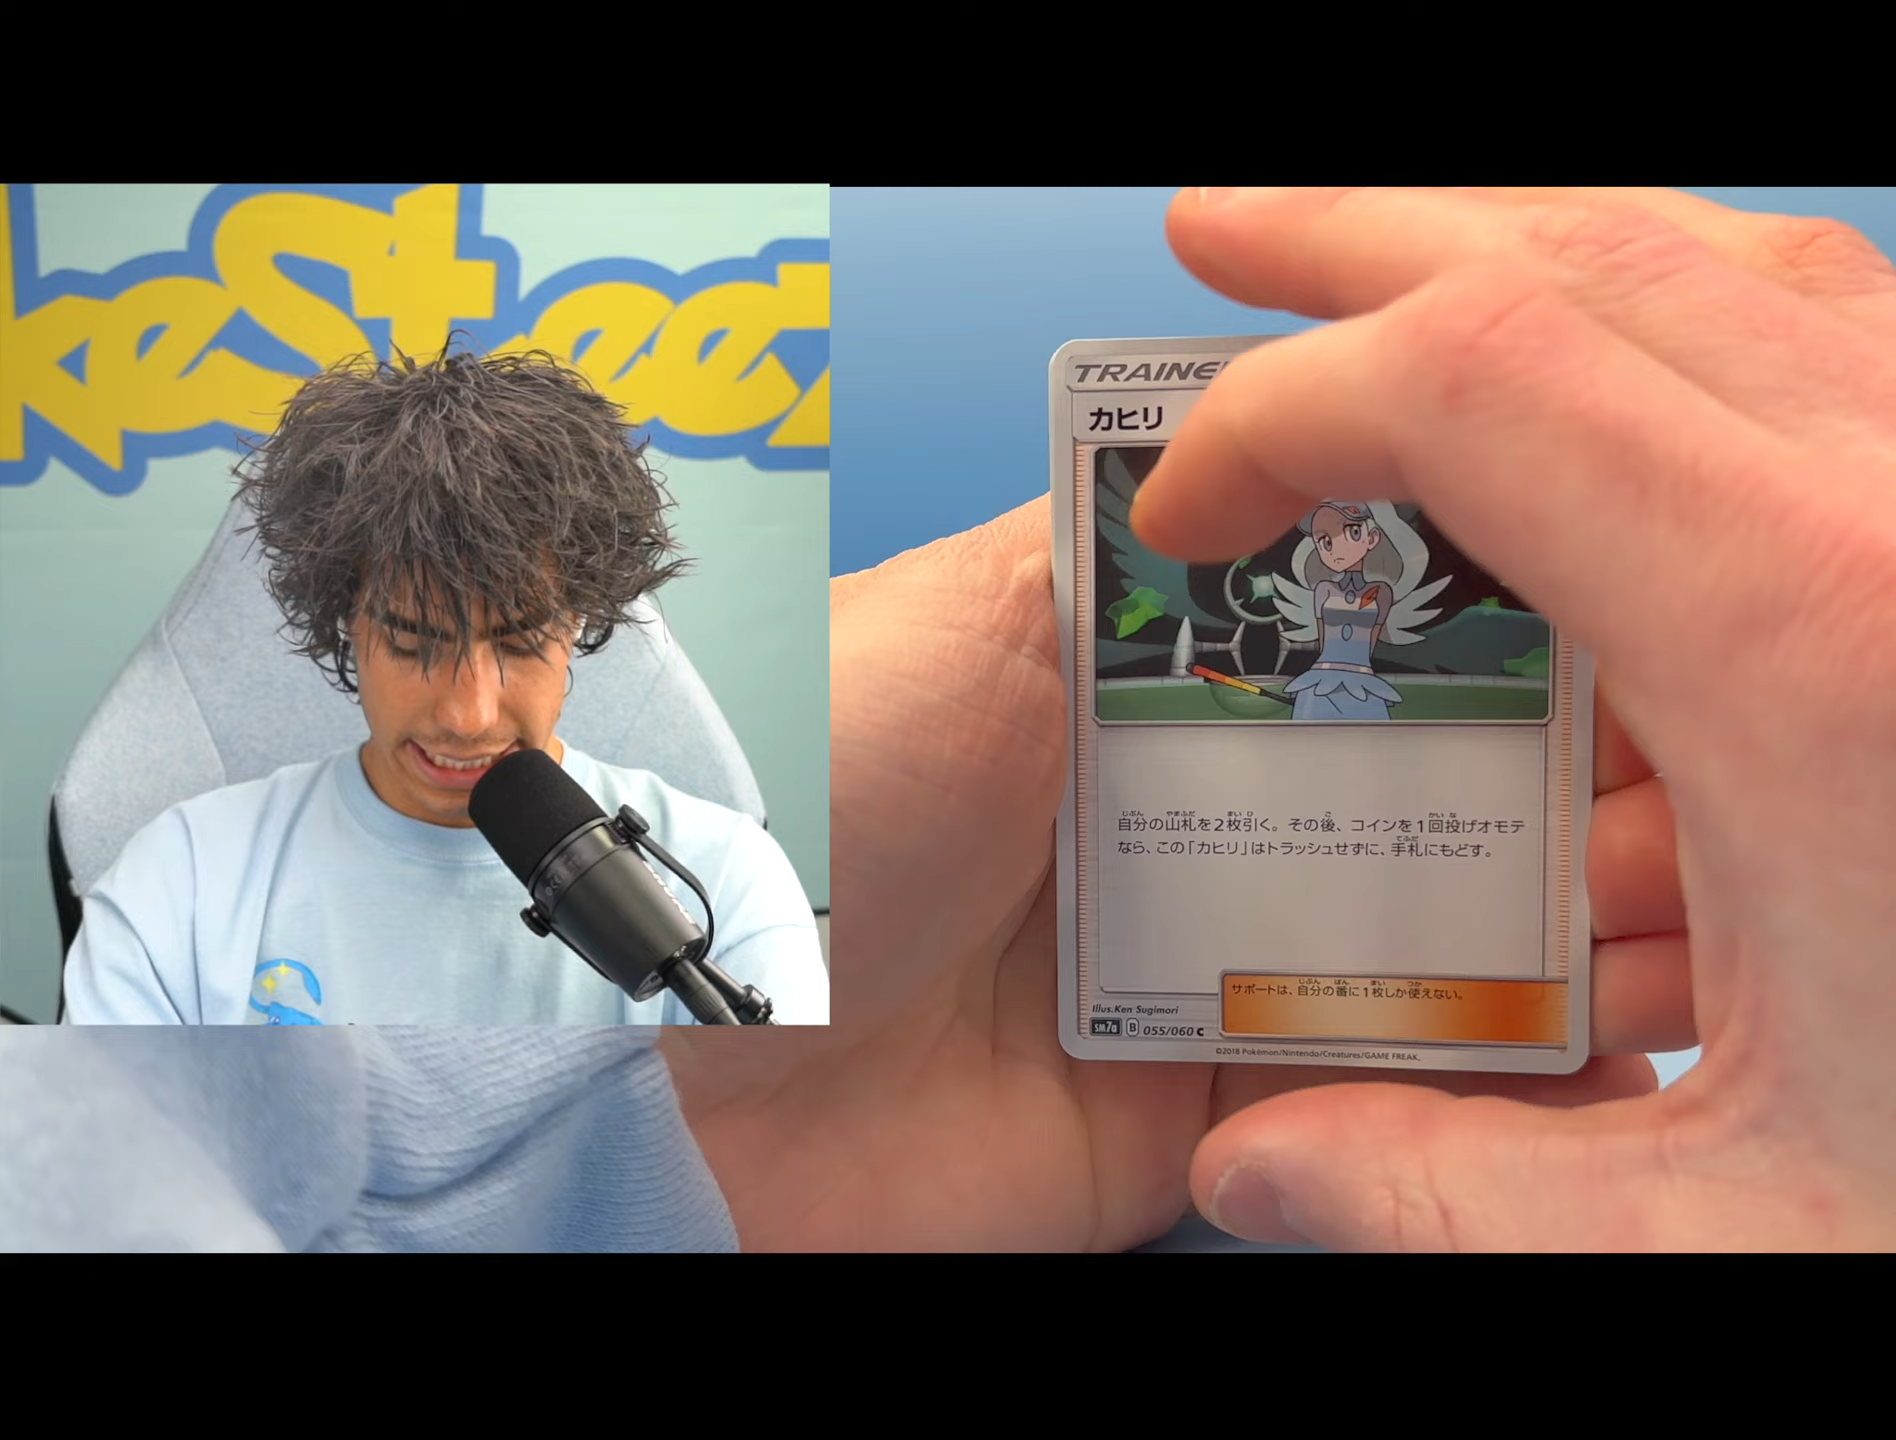 keSteez
TRAINE
カヒリ
自分の山札を2枚引く。その後、コインを1回投げオモテ
なら、この「カヒリ」はトラッシュせずに、手札にもどす。
サポートは、自分の番に1枚しか使えない。
Illus.Ken Sugimori
SM7a B 055/060 C
©2018 Pokémon/Nintendo/Creatures/GAME FREAK.